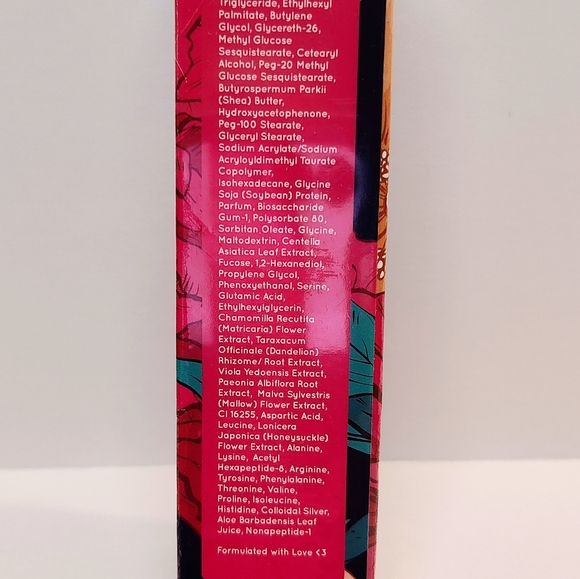 Triglyceride, Ethylhexyl
Palmitate, Butylene
Glycol, Glycereth-26,
Methyl Glucose
Sesquistearate, Cetearyl
Alcohol, Peg-20 Methyl
Glucose Sesquistearate,
Butyrospermum Parkii
(Shea) Butter,
Hydroxyacetophenone,
Peg-100 Stearate,
Glyceryl Stearate,
Sodium Acrylate/Sodium
Acryloyldimethyl Taurate
Copolymer,
Isohexadecane, Glycine
Soja (Soybean) Protein,
Parfum, Biosaccharide
Gum-1, Polysorbate 80,
Sorbitan Oleate, Glycine,
Maltodextrin, Centella
Asiatica Leaf Extract,
Fucose, 1,2-Hexanediol,
Propylene Glycol,
Phenoxyethanol, Serine,
Glutamic Acid,
Ethylhexylglycerin,
Chamomilla Recutita
(Matricaria) Flower
Extract, Taraxacum
Officinale (Dandelion)
Rhizome/ Root Extract,
Viola Yedoensis Extract,
Paeonia Albiflora Root
Extract, Malva Sylvestris
(Mallow) Flower Extract,
CI 16255, Aspartic Acid,
Leucine, Lonicera
Japonica (Honeysuckle)
Flower Extract, Alanine,
Lysine, Acetyl
Hexapeptide-8, Arginine,
Tyrosine, Phenylalanine,
Threonine, Valine,
Proline, Isoleucine,
Histidine, Colloidal Silver,
Aloe Barbadensis Leaf
Juice, Nonapeptide-1
Formulated with Love <3